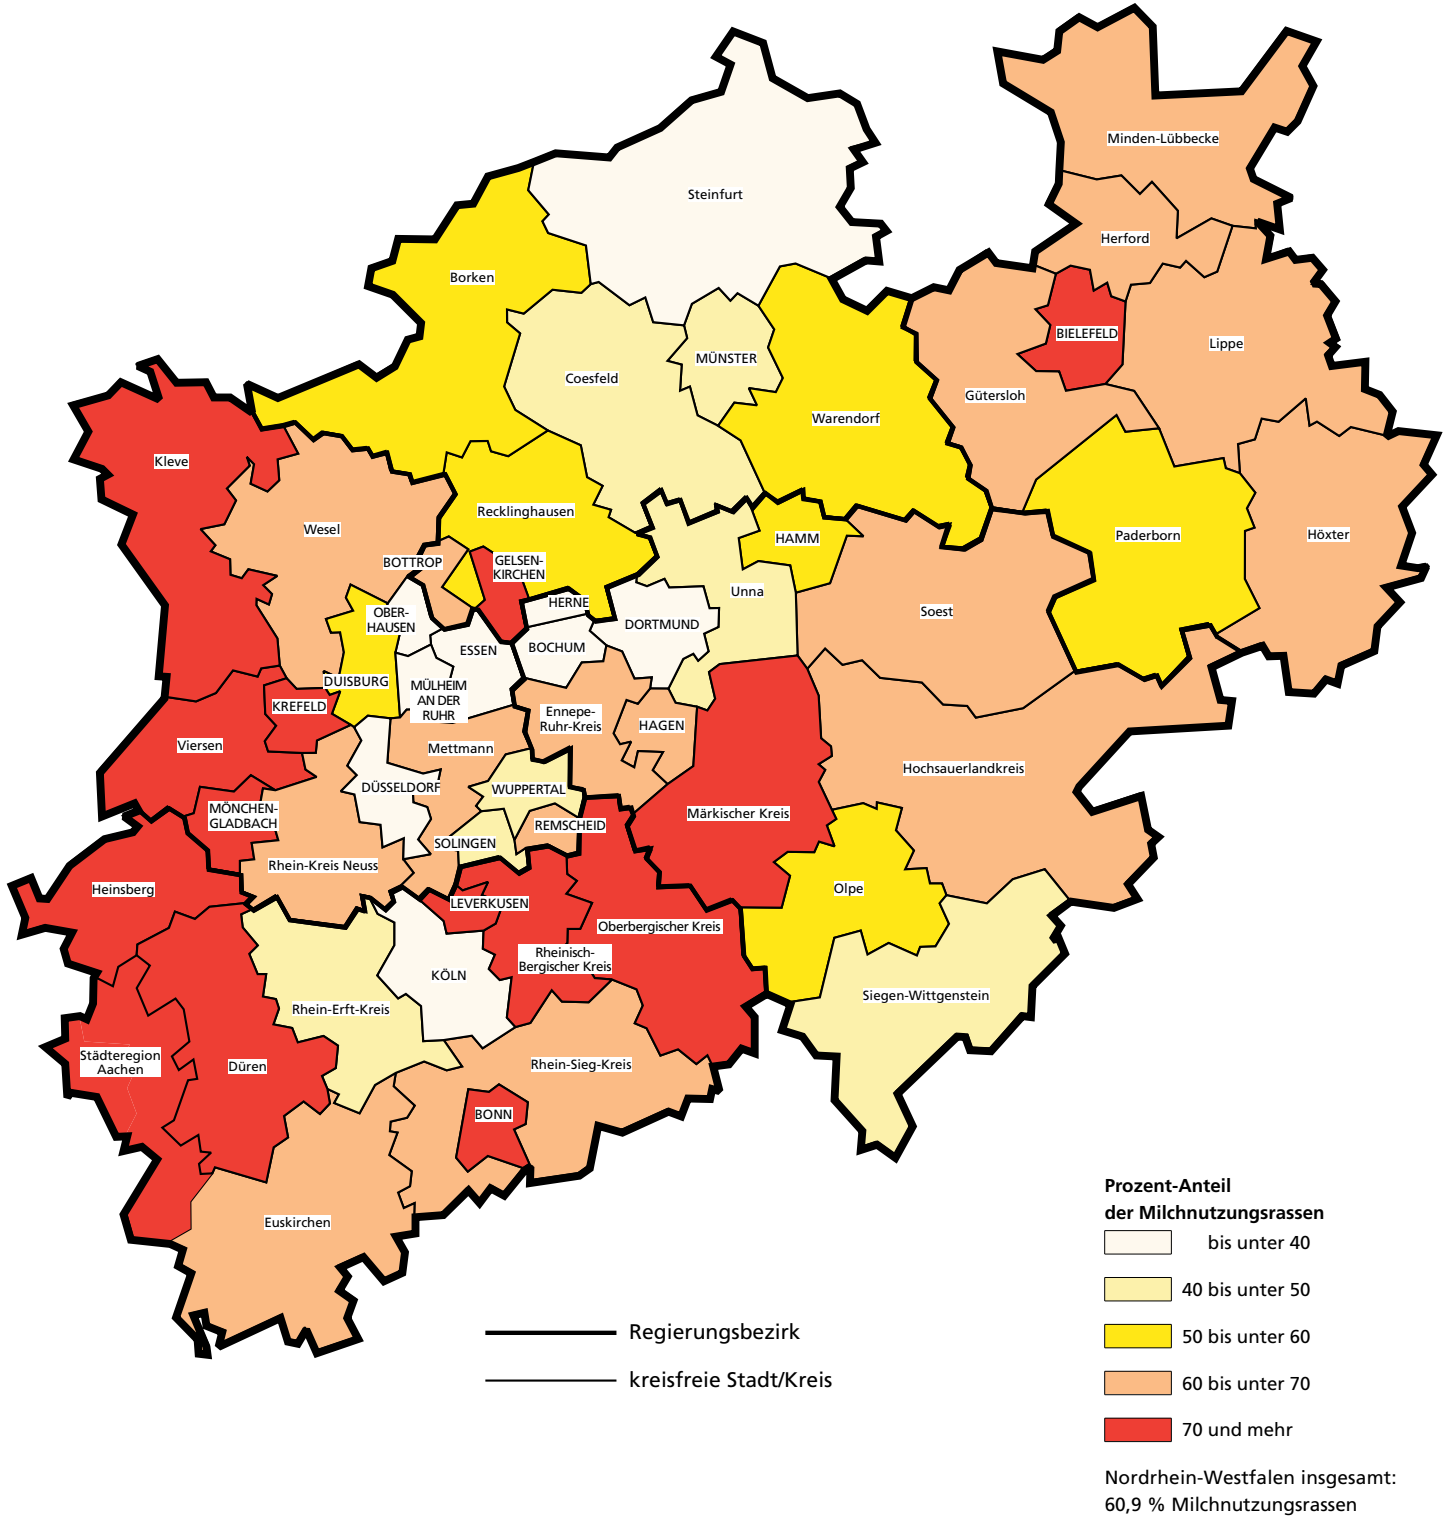 Minden-Lübbecke
Steinfurt
Herford
Borken
BIELEFELD
Lippe
MÜNSTER
Coesfeld
Gütersloh
Warendorf
Kleve
Recklinghausen
Wesel
HAMM
Paderborn
Höxter
BOTTROP
GELSEN-
KIRCHEN
Unna
HERNE
OBER-
HAUSEN
DORTMUND
Soest
ESSEN
BOCHUM
DUISBURG
MÜLHEIM
AN DER
RUHR
KREFELD
Ennepe-
Ruhr-Kreis
HAGEN
Viersen
Mettmann
Hochsauerlandkreis
DÜSSELDORF
WUPPERTAL
MÖNCHEN-
GLADBACH
Märkischer Kreis
REMSCHEID
SOLINGEN
Rhein-Kreis Neuss
Heinsberg
Olpe
LEVERKUSEN
Oberbergischer Kreis
Rheinisch-
Bergischer Kreis
KÖLN
Siegen-Wittgenstein
Rhein-Erft-Kreis
Städteregion
Aachen
Düren
Rhein-Sieg-Kreis
BONN
Euskirchen
Prozent-Anteil
der Milchnutzungsrassen
bis unter 40
40 bis unter 50
50 bis unter 60
60 bis unter 70
70 und mehr
Regierungsbezirk
kreisfreie Stadt/Kreis
Nordrhein-Westfalen insgesamt:
60,9 % Milchnutzungsrassen